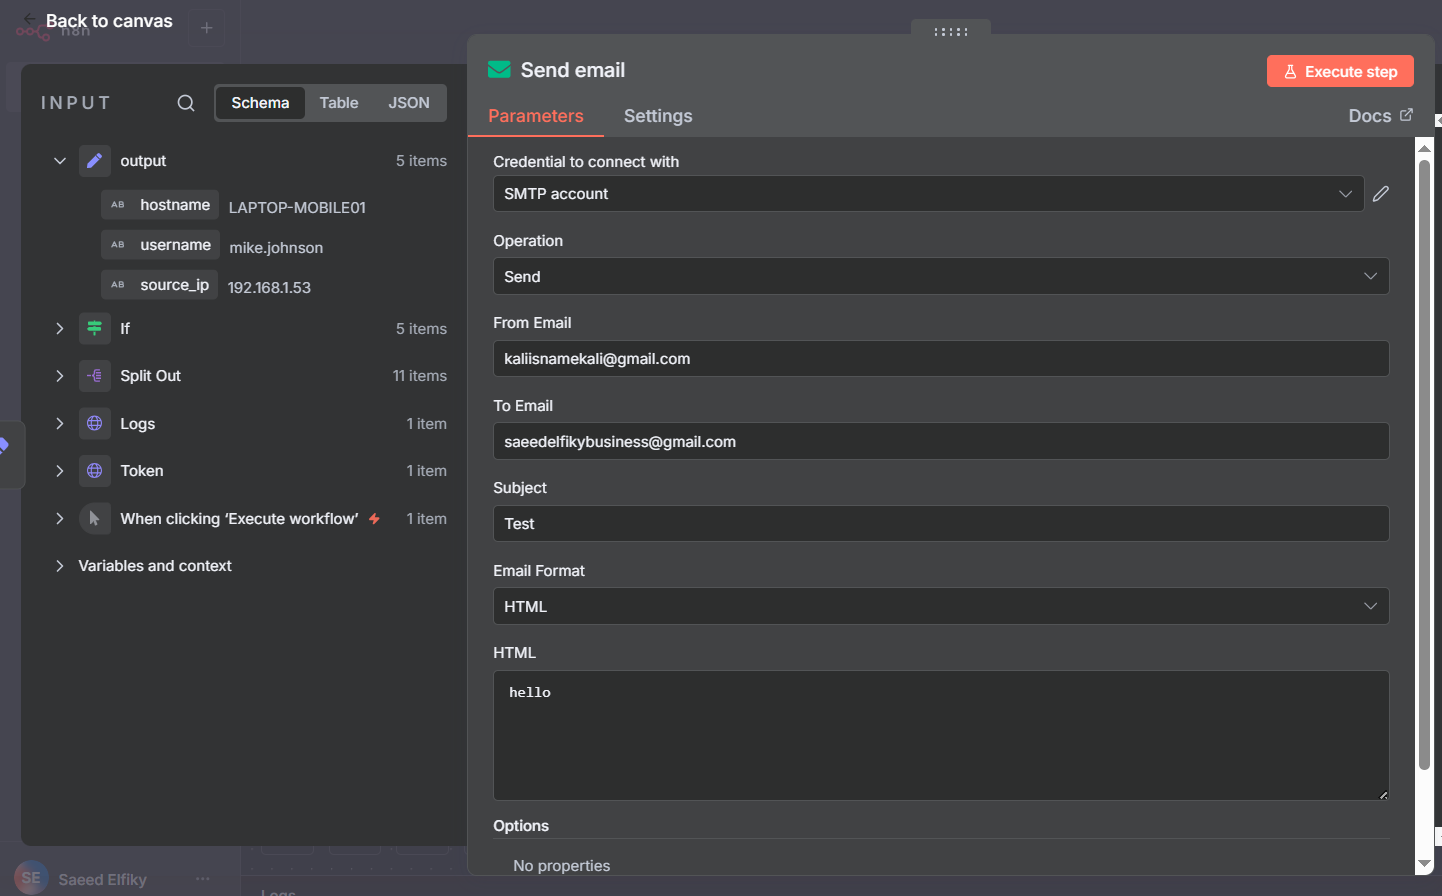 Back to canvas
n8n
INPUT
Schema
Table
JSON
output
5 items
AB hostname LAPTOP-MOBILE01
AB username mike.johnson
AB source_ip 192.168.1.53
If
5 items
Split Out
11 items
Logs
1 item
Token
1 item
When clicking ‘Execute workflow’
1 item
Variables and context
SE
Saeed Elfiky
Send email
Execute step
Parameters
Settings
Docs
Credential to connect with
SMTP account
Operation
Send
From Email
kaliisnamekali@gmail.com
To Email
saeedelfikybusiness@gmail.com
Subject
Test
Email Format
HTML
HTML
hello
Options
No properties
Logs